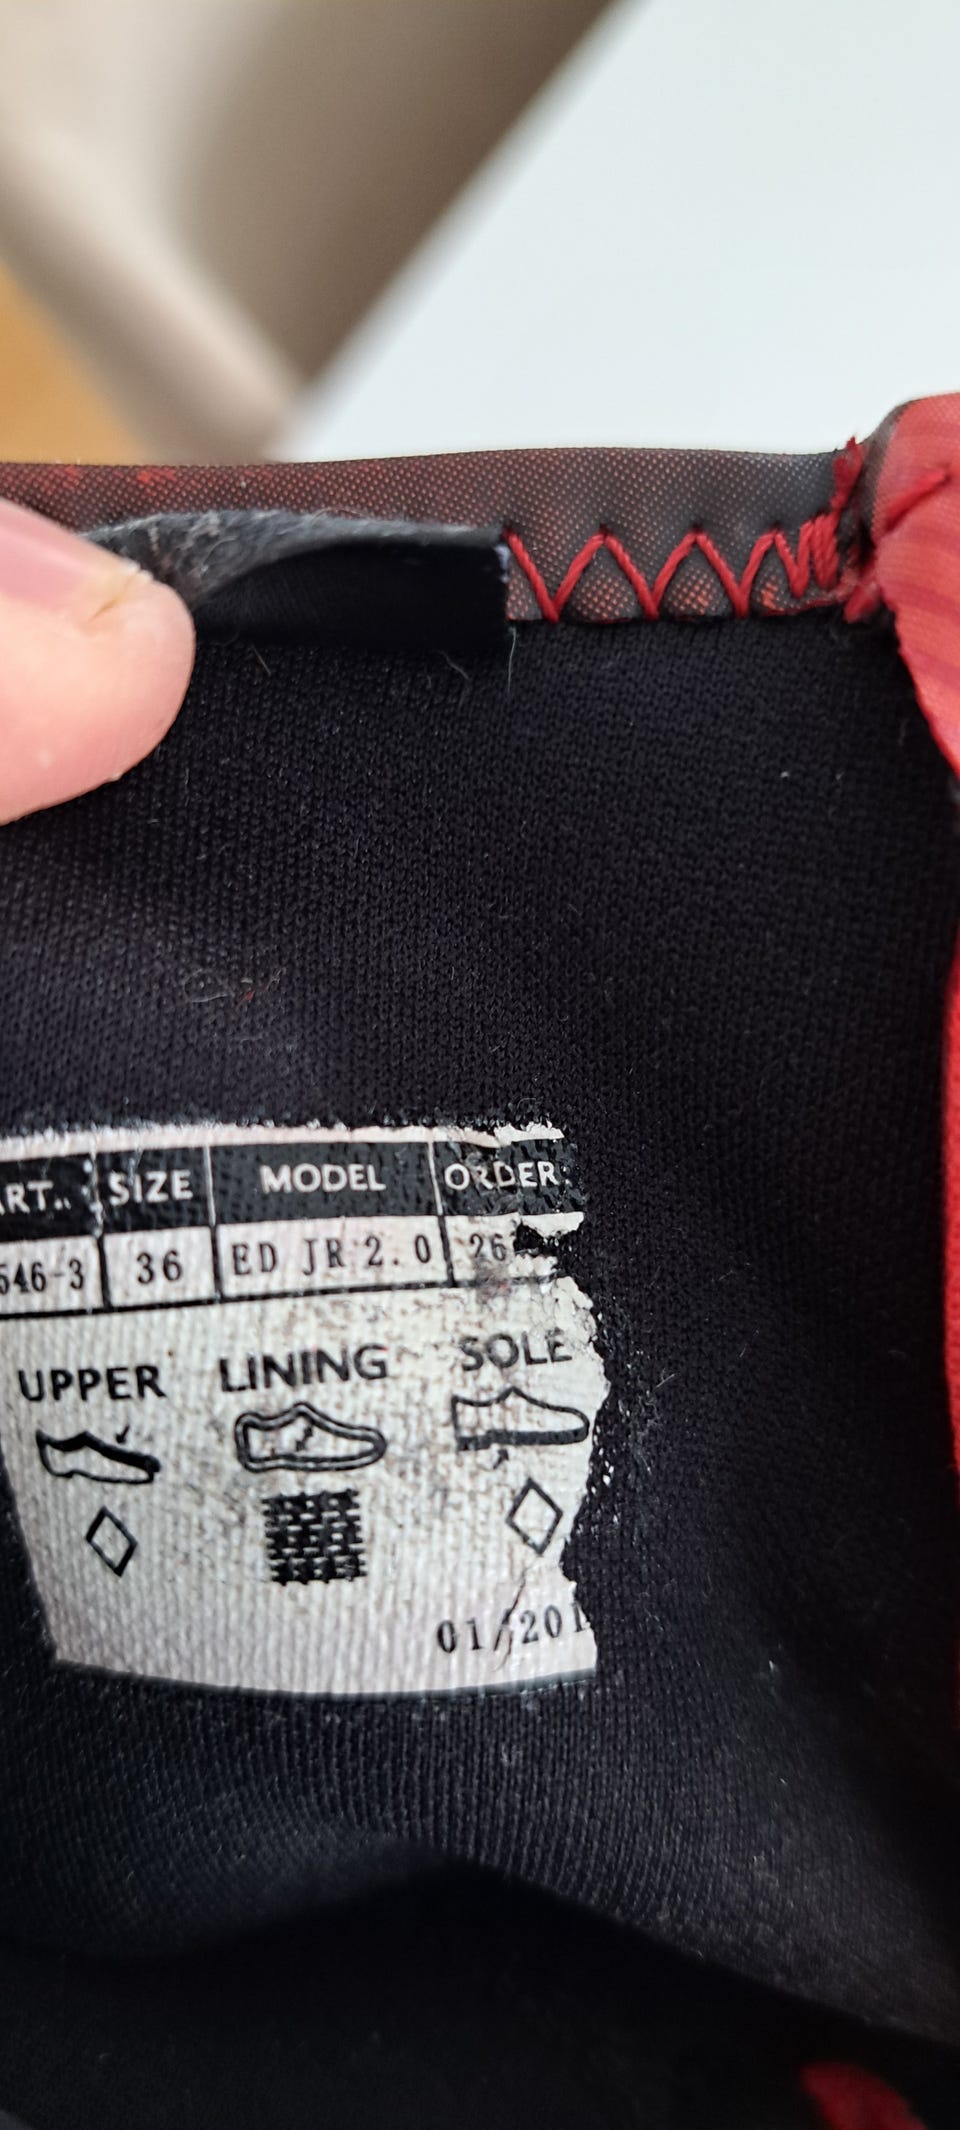 ART.. SIZE MODEL ORDER:
546-3 36 ED JR 2.0 26
UPPER LINING SOLE
01/201